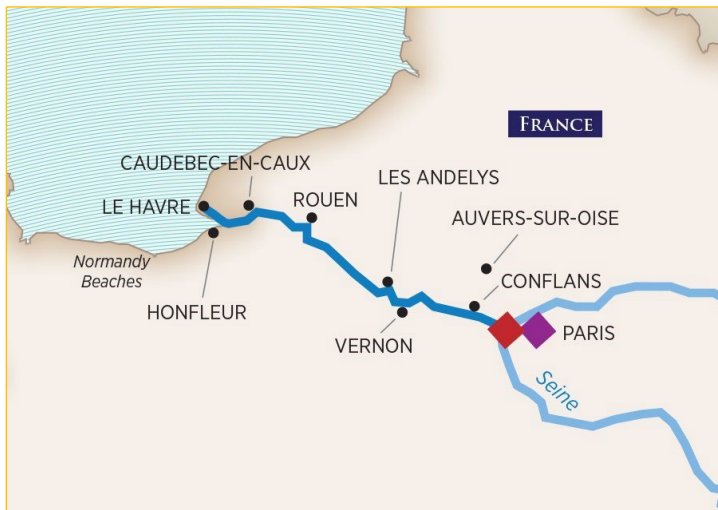 FRANCE
CAUDEBEC-EN-CAUX
LES ANDELYS
LE HAVRE
ROUEN
AUVERS-SUR-OISE
Normandy
Beaches
CONFLANS
HONFLEUR
VERNON
PARIS
Seine